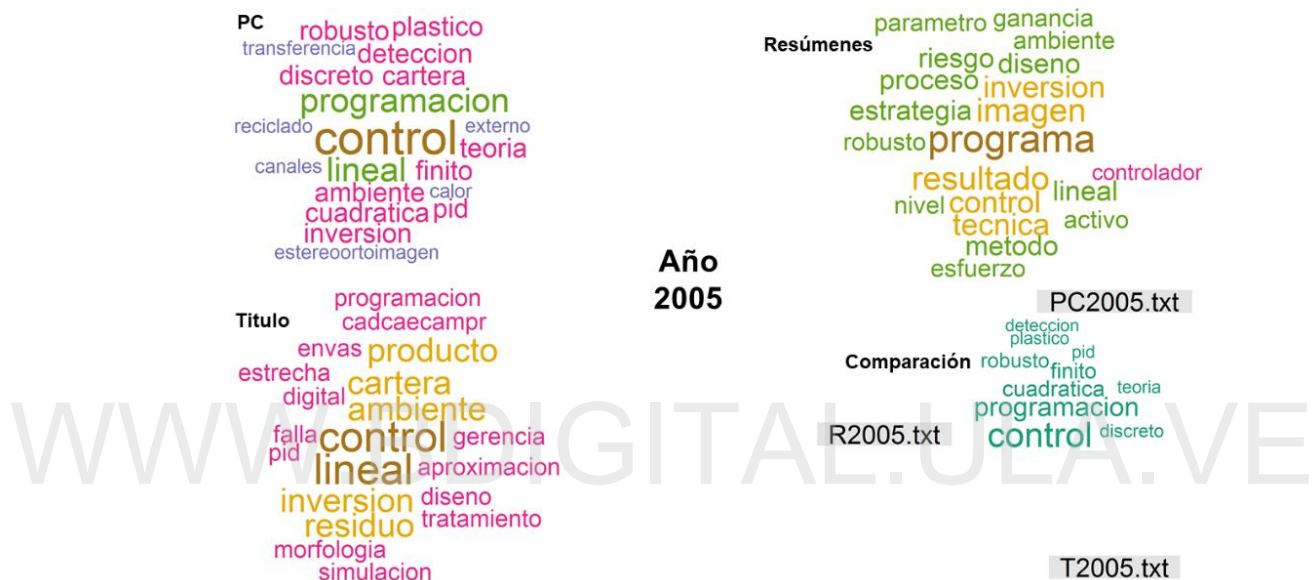 PC
robusto plastico
transferencia deteccion
discreto cartera
programacion
reciclado control externo
teoria
canales lineal finito
ambiente calor
cuadratica pid
inversion
estereoortoimagen
Resúmenes
parametro ganancia
ambiente
riesgo diseno
proceso inversion
estrategia imagen
robusto programa
resultado controlador
nivel control lineal
tecnica activo
metodo
esfuerzo
Año
2005
Titulo
programacion
cadcaecampr
envas producto
estrecha cartera
digital ambiente
falla control gerencia
pid lineal aproximacion
inversion diseno
residuo tratamiento
morfologia
simulacion
PC2005.txt
Comparación
deteccion
plastico
robusto pid
finito
cuadratica teoria
programacion
control discreto
R2005.txt
T2005.txt
WWW.BDIGITAL.ULA.VE